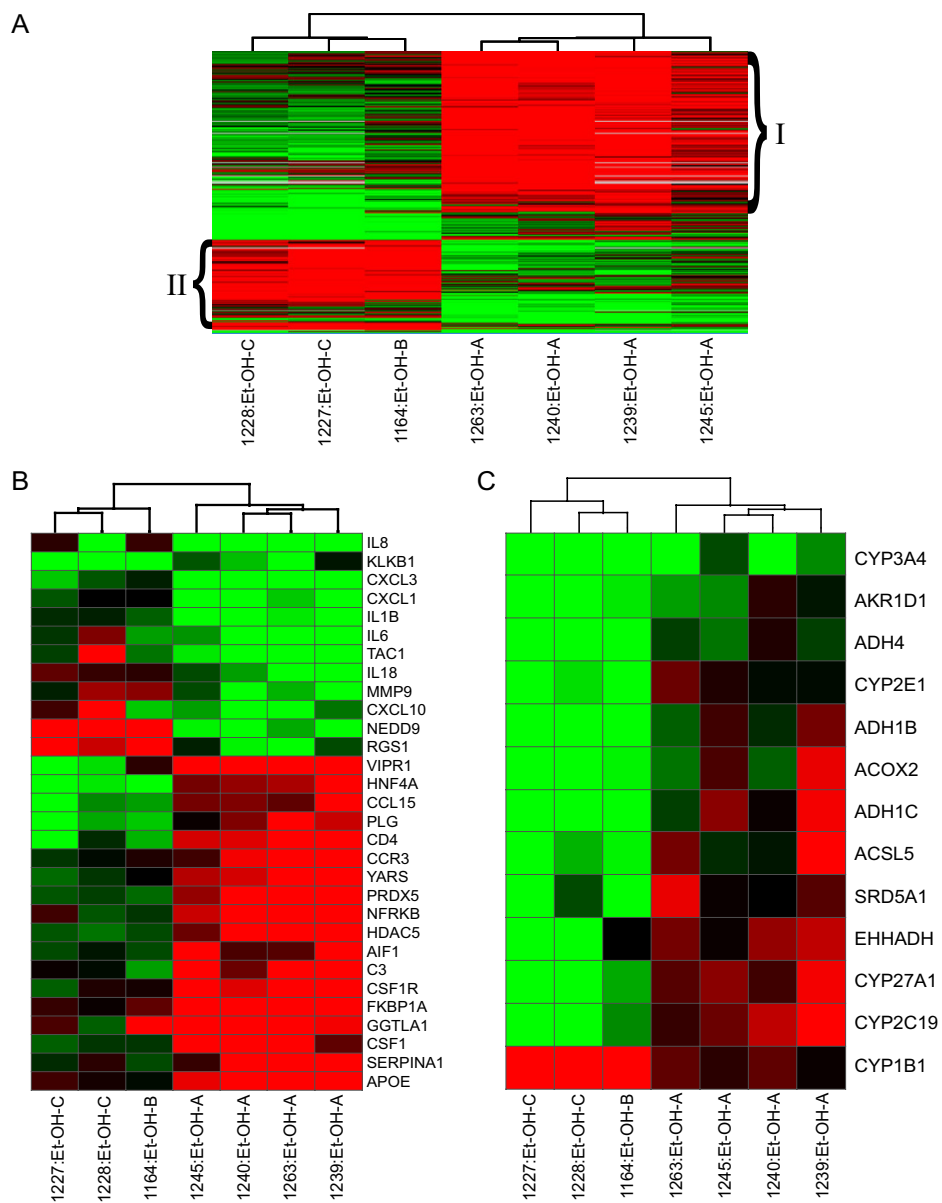 A
I
II
1228:Et-OH-C
1227:Et-OH-C
1164:Et-OH-B
1263:Et-OH-A
1240:Et-OH-A
1239:Et-OH-A
1245:Et-OH-A
B
IL8
KLKB1
CXCL3
CXCL1
IL1B
IL6
TAC1
IL18
MMP9
CXCL10
NEDD9
RGS1
VIPR1
HNF4A
CCL15
PLG
CD4
CCR3
YARS
PRDX5
NFRKB
HDAC5
AIF1
C3
CSF1R
FKBP1A
GGTLA1
CSF1
SERPINA1
APOE
1227:Et-OH-C
1228:Et-OH-C
1164:Et-OH-B
1245:Et-OH-A
1240:Et-OH-A
1263:Et-OH-A
1239:Et-OH-A
C
CYP3A4
AKR1D1
ADH4
CYP2E1
ADH1B
ACOX2
ADH1C
ACSL5
SRD5A1
EHHADH
CYP27A1
CYP2C19
CYP1B1
1227:Et-OH-C
1228:Et-OH-C
1164:Et-OH-B
1263:Et-OH-A
1245:Et-OH-A
1240:Et-OH-A
1239:Et-OH-A